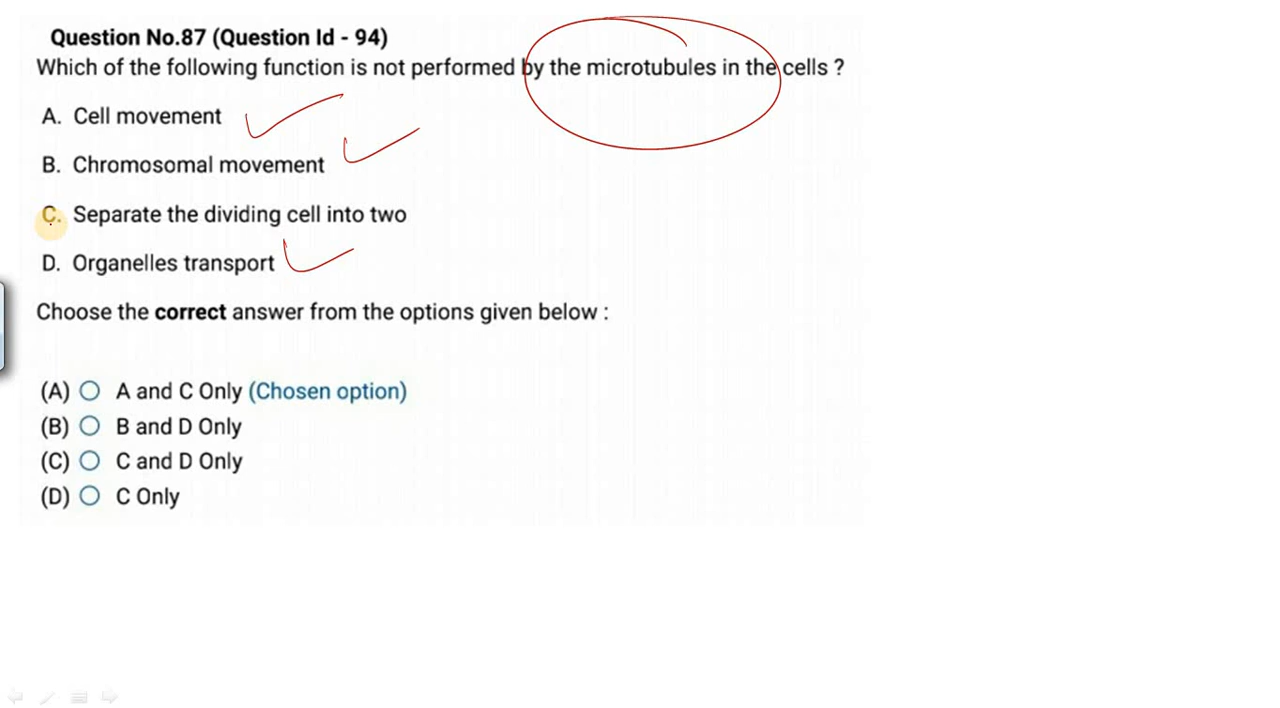 Question No.87 (Question Id - 94)
Which of the following function is not performed by the microtubules in the cells ?
A. Cell movement
B. Chromosomal movement
C. Separate the dividing cell into two
D. Organelles transport
Choose the correct answer from the options given below :
(A) O A and C Only (Chosen option)
(B) O B and D Only
(C) O C and D Only
(D) O C Only